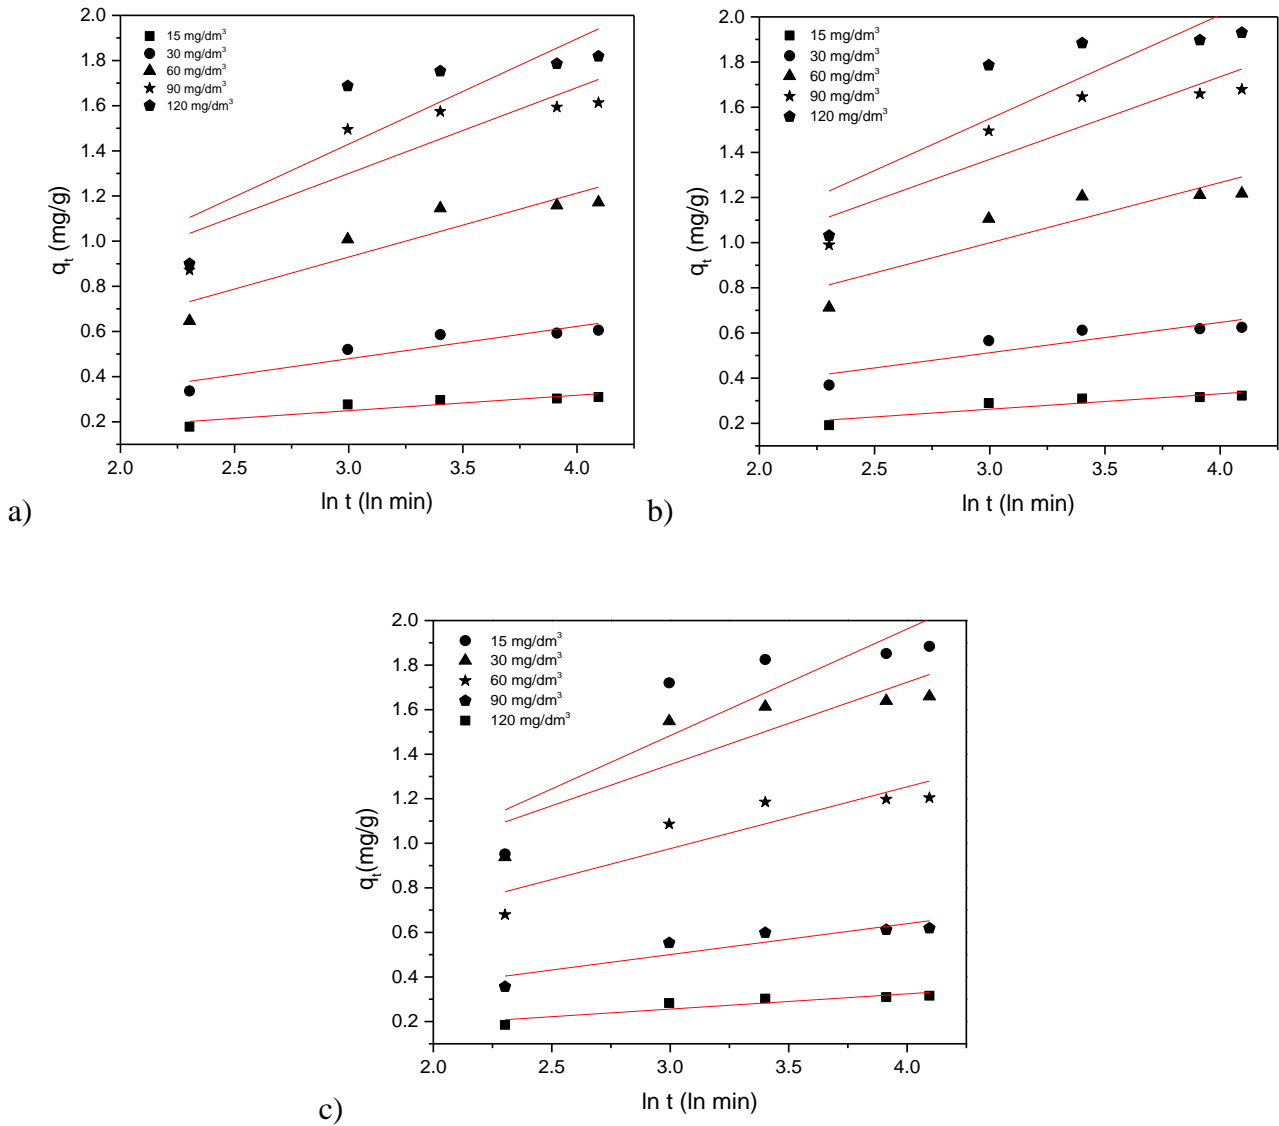 2.0
1.8
1.6
1.4
1.2
1.0
0.8
0.6
0.4
0.2
q_t (mg/g)
15 mg/dm³
30 mg/dm³
60 mg/dm³
90 mg/dm³
120 mg/dm³
2.0 2.5 3.0 3.5 4.0
ln t (ln min)
a)
2.0
1.8
1.6
1.4
1.2
1.0
0.8
0.6
0.4
0.2
q_t (mg/g)
15 mg/dm³
30 mg/dm³
60 mg/dm³
90 mg/dm³
120 mg/dm³
2.0 2.5 3.0 3.5 4.0
ln t (ln min)
b)
2.0
1.8
1.6
1.4
1.2
1.0
0.8
0.6
0.4
0.2
q_t(mg/g)
15 mg/dm³
30 mg/dm³
60 mg/dm³
90 mg/dm³
120 mg/dm³
2.0 2.5 3.0 3.5 4.0
ln t (ln min)
c)